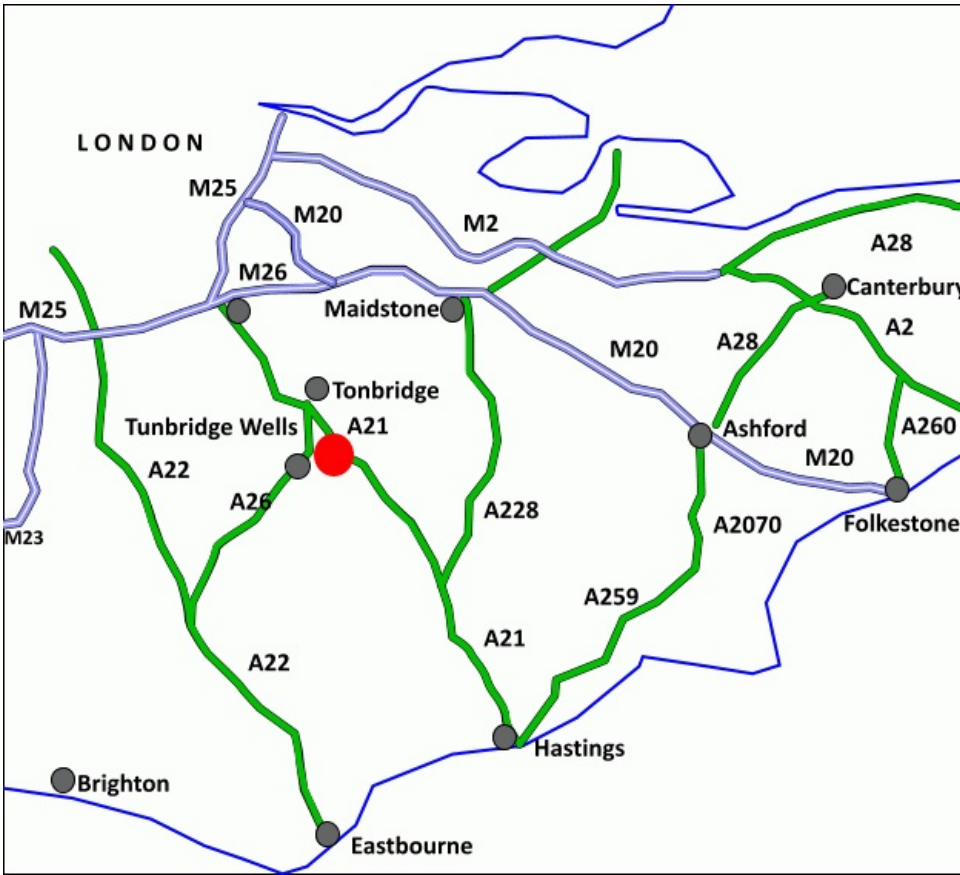 LONDON
M25
M20
M2
A28
M26
Canterbury
M25
Maidstone
A2
A28
M20
Tonbridge
Tunbridge Wells
A21
Ashford
A260
M20
A22
A26
A228
A2070
Folkestone
M23
A259
A21
A22
Hastings
Brighton
Eastbourne